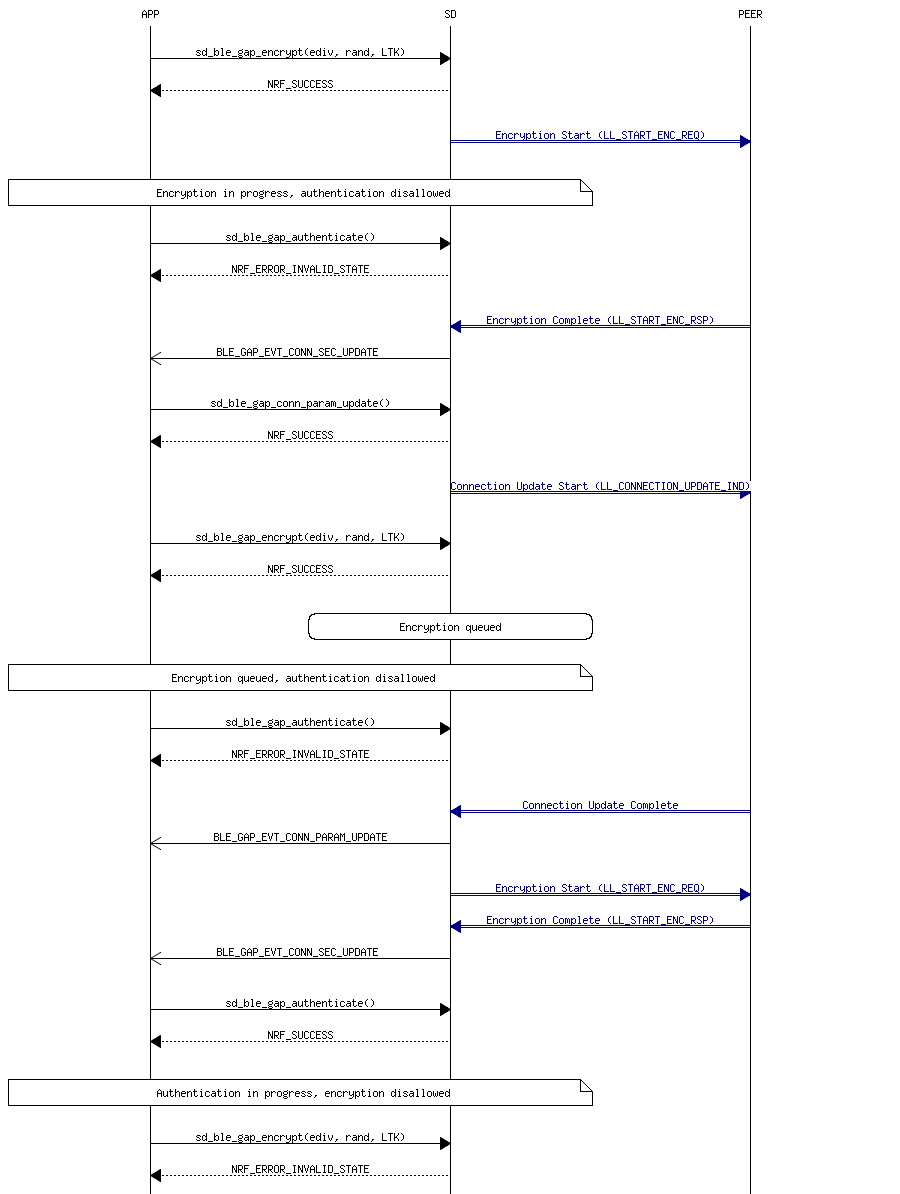 APP SD PEER
sd_ble_gap_encrypt(ediv, rand, LTK)
NRF_SUCCESS
Encryption Start (LL_START_ENC_REQ)
Encryption in progress, authentication disallowed
sd_ble_gap_authenticate()
NRF_ERROR_INVALID_STATE
Encryption Complete (LL_START_ENC_RSP)
BLE_GAP_EVT_CONN_SEC_UPDATE
sd_ble_gap_conn_param_update()
NRF_SUCCESS
Connection Update Start (LL_CONNECTION_UPDATE_IND)
sd_ble_gap_encrypt(ediv, rand, LTK)
NRF_SUCCESS
Encryption queued
Encryption queued, authentication disallowed
sd_ble_gap_authenticate()
NRF_ERROR_INVALID_STATE
Connection Update Complete
BLE_GAP_EVT_CONN_PARAM_UPDATE
Encryption Start (LL_START_ENC_REQ)
Encryption Complete (LL_START_ENC_RSP)
BLE_GAP_EVT_CONN_SEC_UPDATE
sd_ble_gap_authenticate()
NRF_SUCCESS
Authentication in progress, encryption disallowed
sd_ble_gap_encrypt(ediv, rand, LTK)
NRF_ERROR_INVALID_STATE